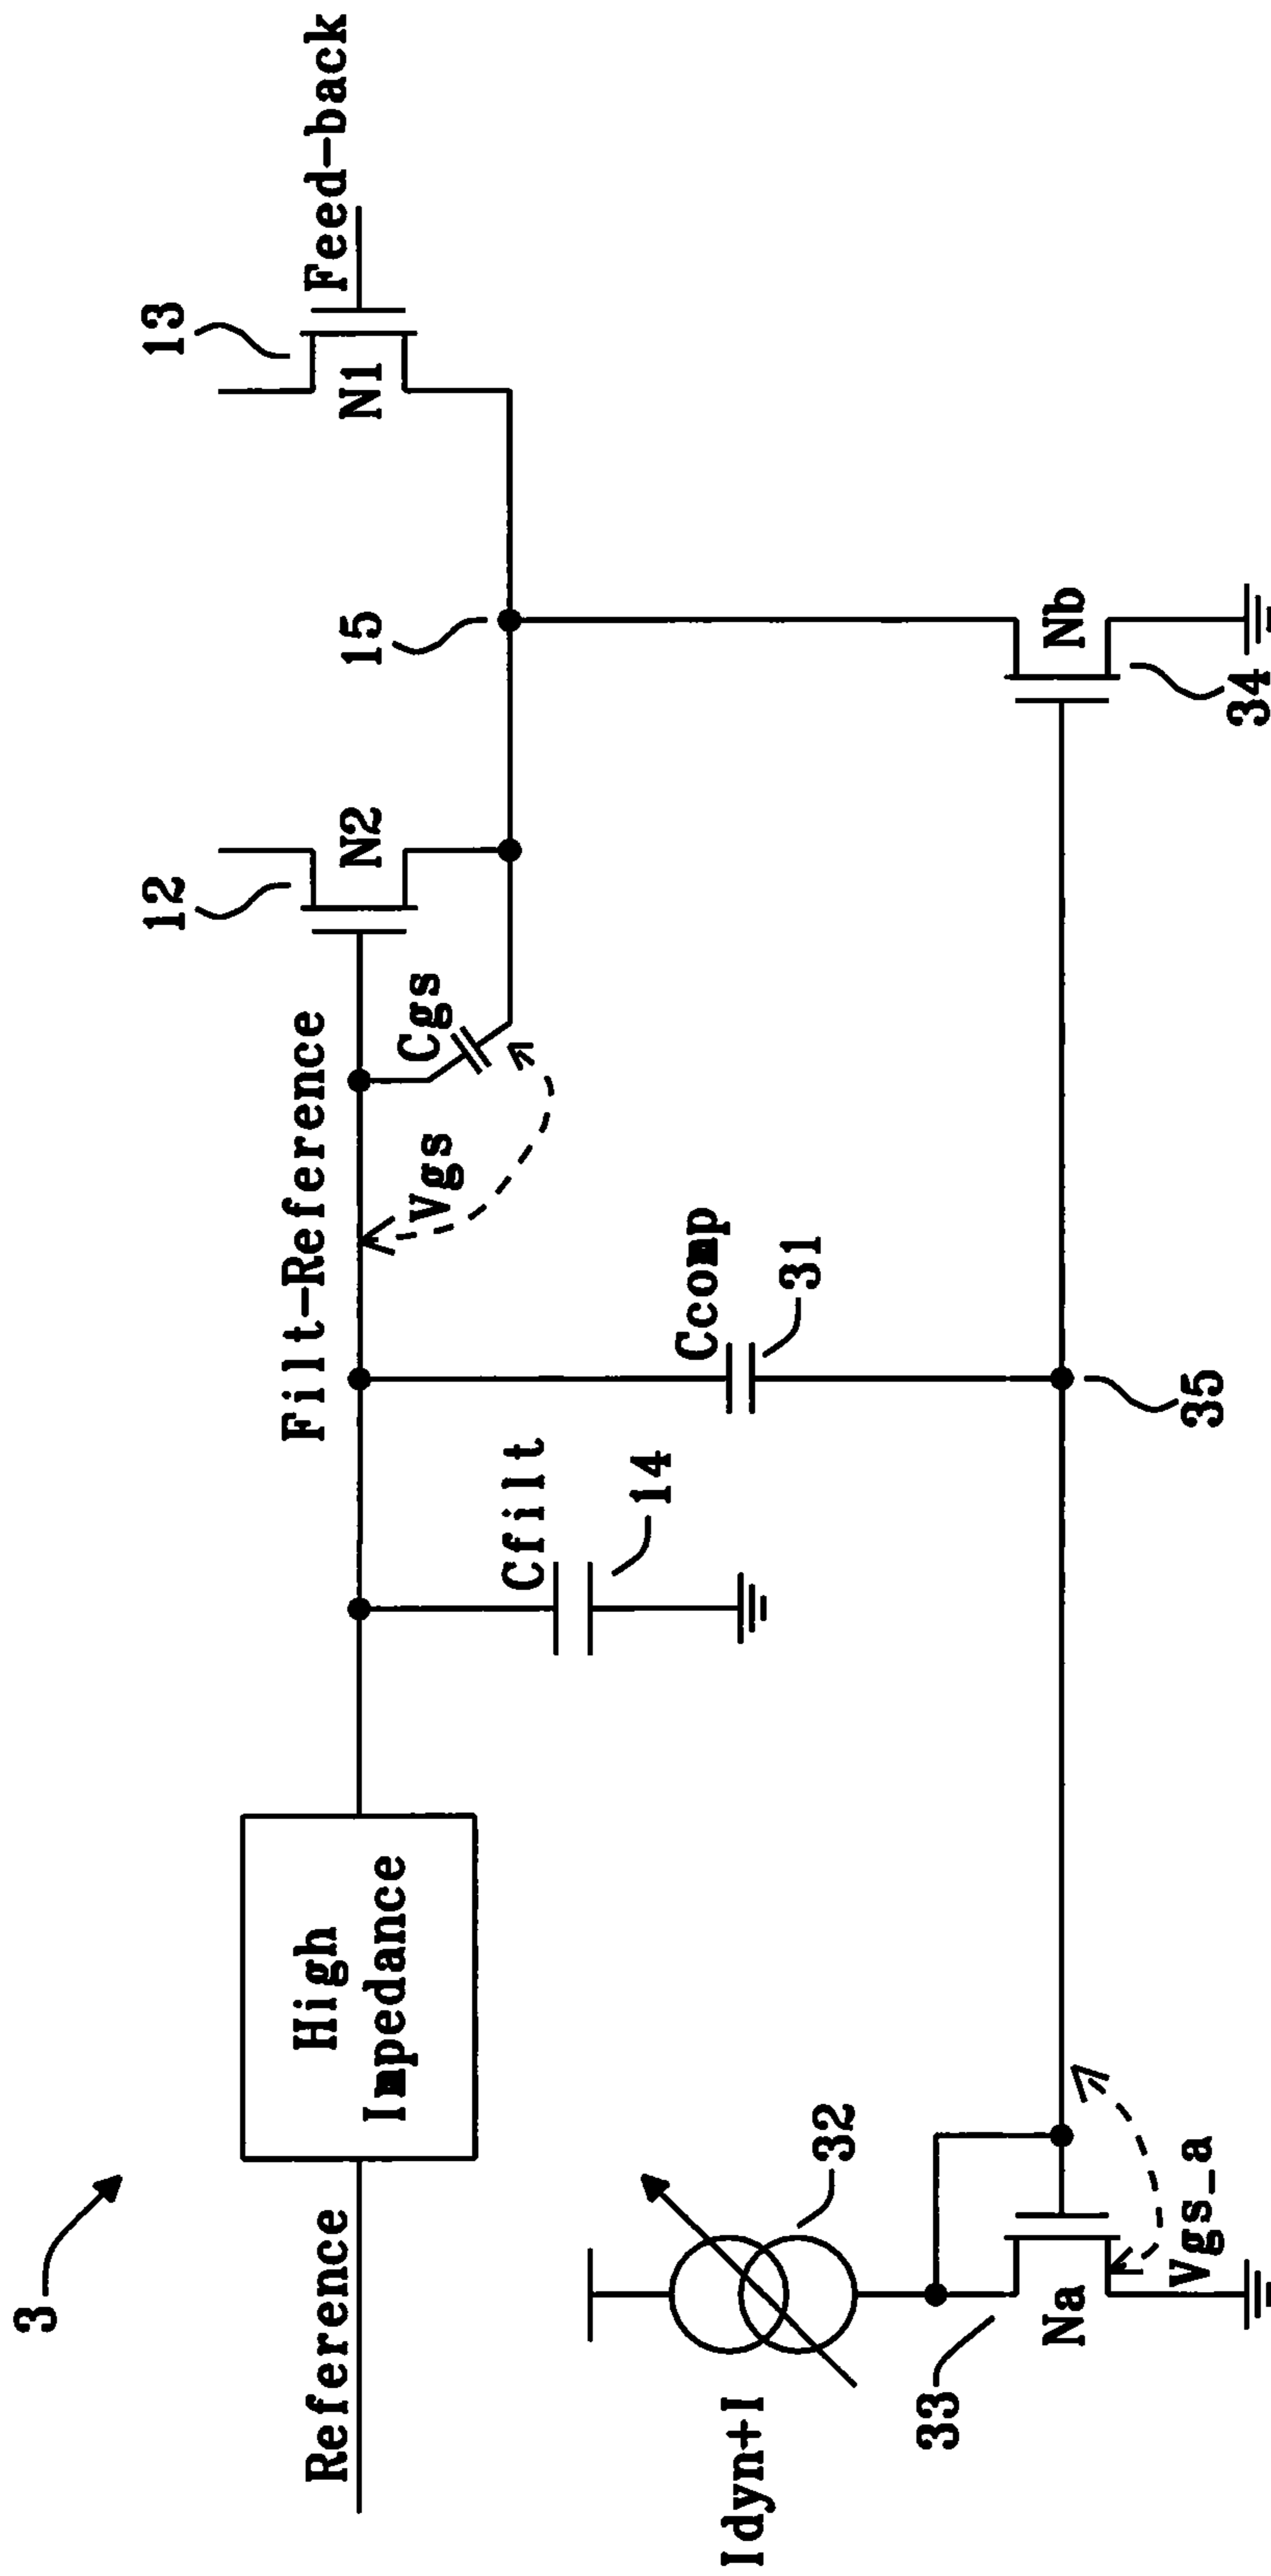 3
Reference
High
Impedance
Filt-Reference
12
N2
13
N1
Feed-back
Cgs
Vgs
15
Cfilt
14
Ccomp
31
Idyn+I
32
33
Na
Vgs_a
35
Nb
34